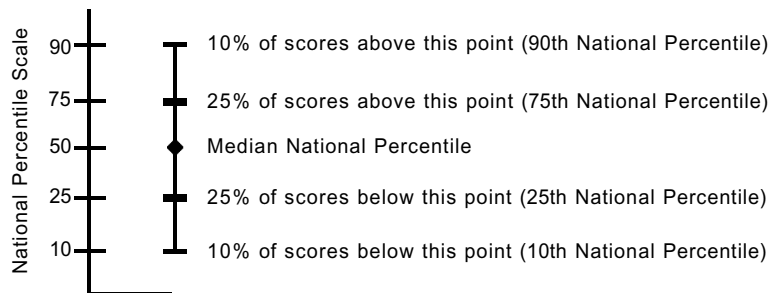 National Percentile Scale
90 10% of scores above this point (90th National Percentile)
75 25% of scores above this point (75th National Percentile)
50 Median National Percentile
25 25% of scores below this point (25th National Percentile)
10 10% of scores below this point (10th National Percentile)